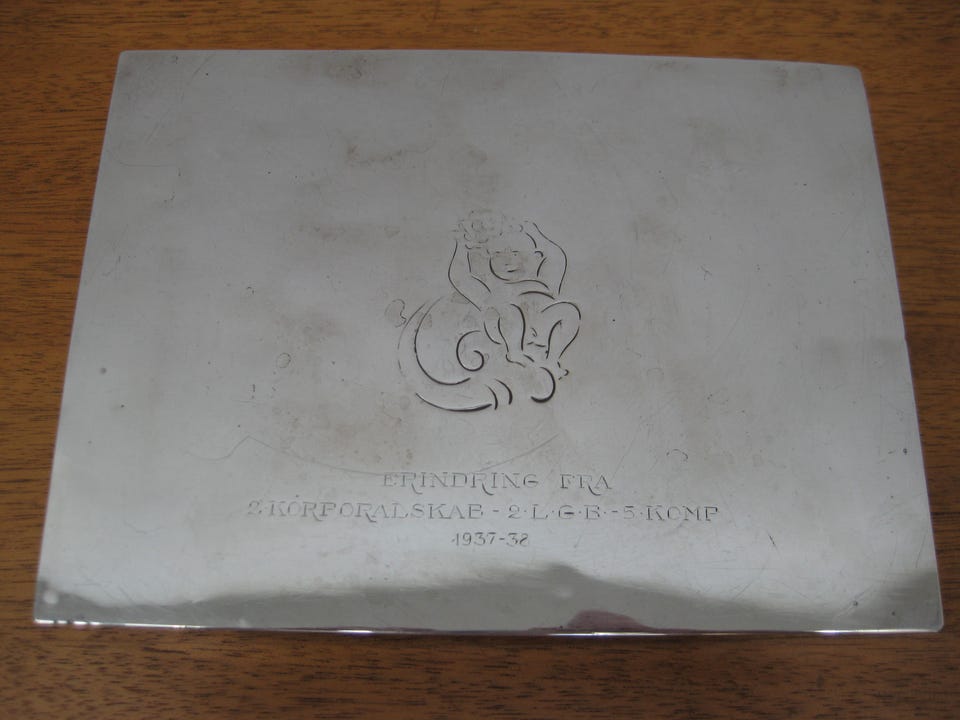 ERINDRING FRA
2·KORPORALSKAB - 2·L·G·B·-5·KOMP
1937-38